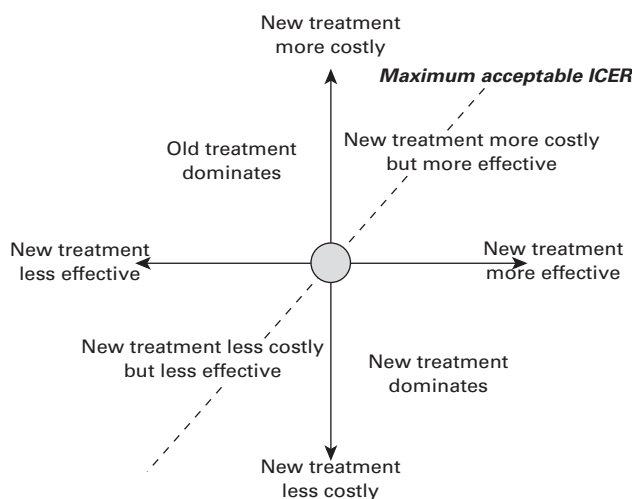 New treatment
more costly
Maximum acceptable ICER
Old treatment
dominates
New treatment more costly
but more effective
New treatment
less effective
New treatment
more effective
New treatment less costly
but less effective
New treatment
dominates
New treatment
less costly